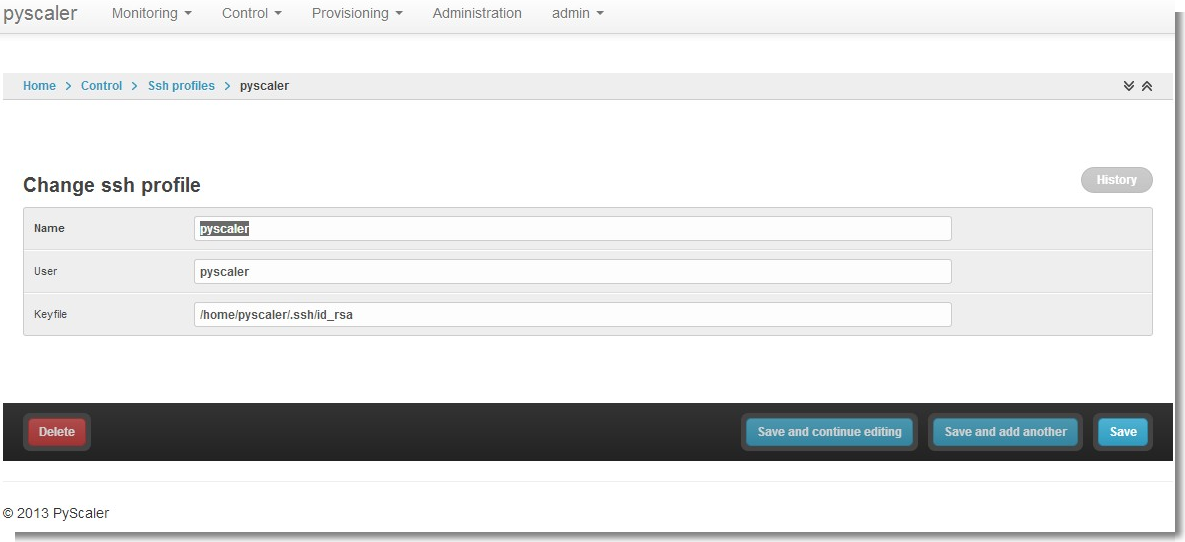 pyscaler Monitoring Control Provisioning Administration admin
Home > Control > Ssh profiles > pyscaler
Change ssh profile History
Name pyscaler
User pyscaler
Keyfile /home/pyscaler/.ssh/id_rsa
Delete Save and continue editing Save and add another Save
© 2013 PyScaler